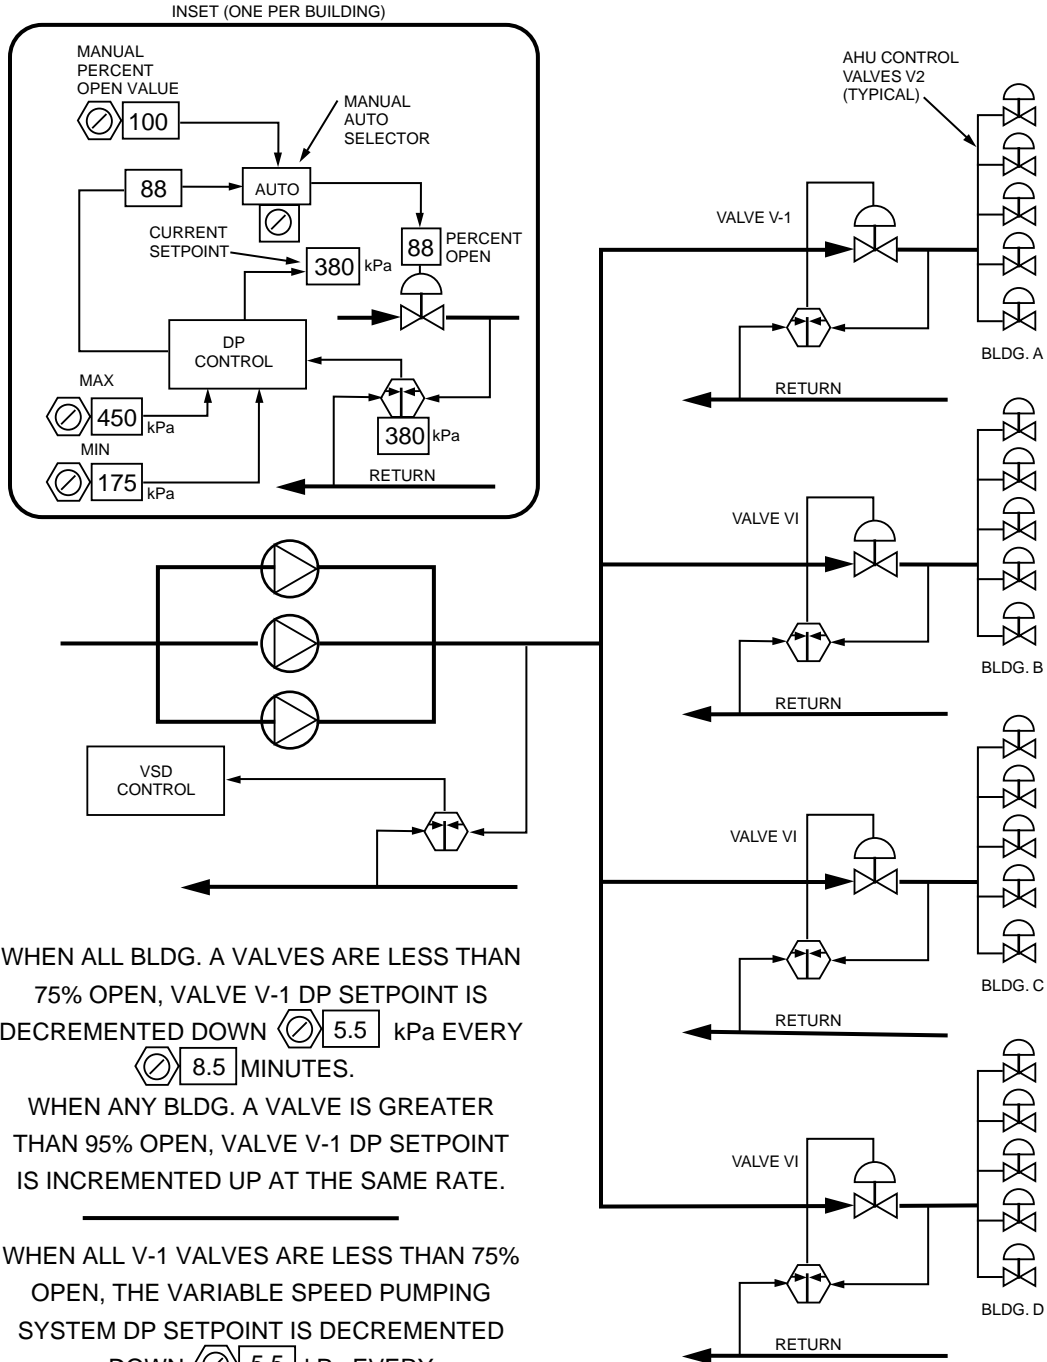 INSET (ONE PER BUILDING)
MANUAL
PERCENT
OPEN VALUE
100
MANUAL
AUTO
SELECTOR
88
AUTO
CURRENT
SETPOINT
380 kPa
88
PERCENT
OPEN
DP
CONTROL
MAX
450 kPa
MIN
175 kPa
380 kPa
RETURN
VSD
CONTROL
AHU CONTROL
VALVES V2
(TYPICAL)
VALVE V-1
BLDG. A
RETURN
VALVE VI
BLDG. B
RETURN
VALVE VI
BLDG. C
RETURN
VALVE VI
BLDG. D
RETURN
WHEN ALL BLDG. A VALVES ARE LESS THAN
75% OPEN, VALVE V-1 DP SETPOINT IS
DECREMENTED DOWN 5.5 kPa EVERY
8.5 MINUTES.
WHEN ANY BLDG. A VALVE IS GREATER
THAN 95% OPEN, VALVE V-1 DP SETPOINT
IS INCREMENTED UP AT THE SAME RATE.
WHEN ALL V-1 VALVES ARE LESS THAN 75%
OPEN, THE VARIABLE SPEED PUMPING
SYSTEM DP SETPOINT IS DECREMENTED
DOWN 5.5 kPa EVERY